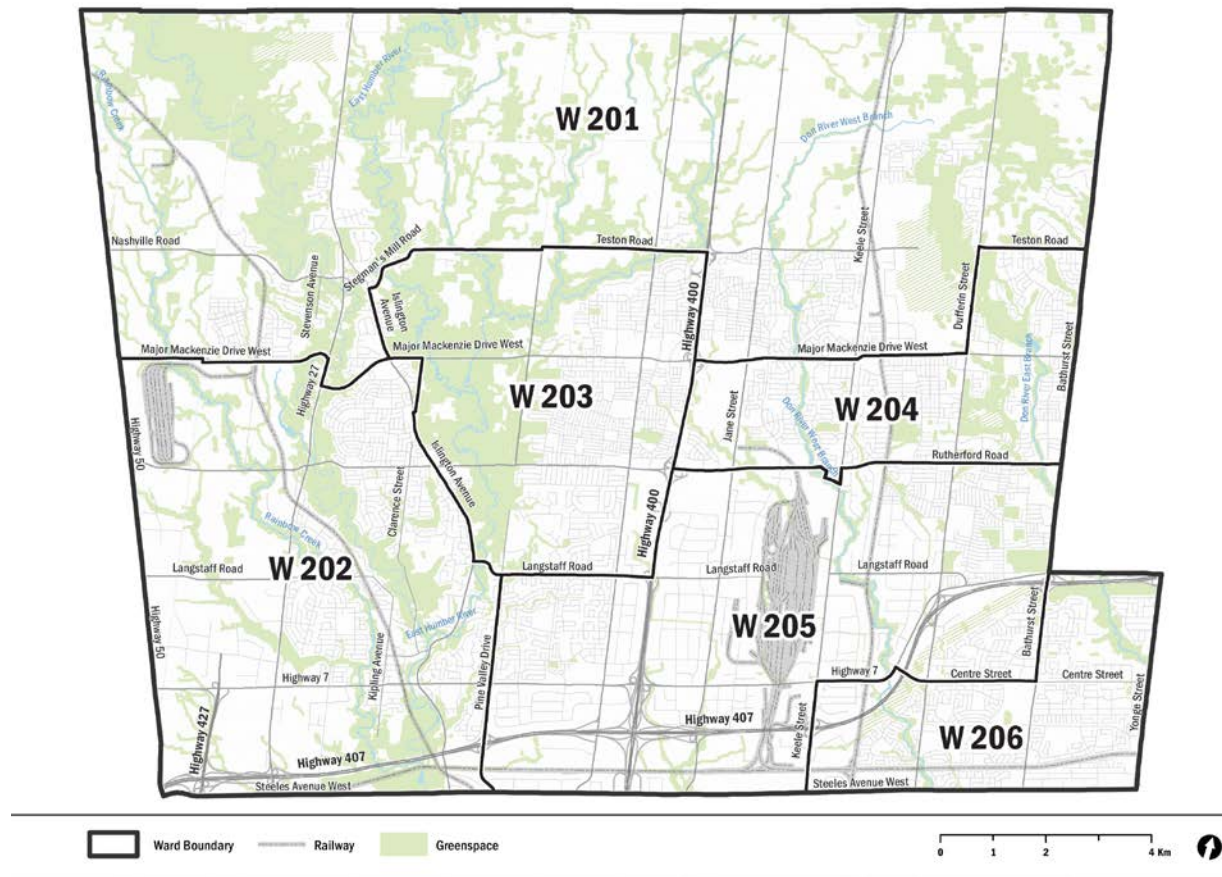 W 201
East Humber River
Rainbow Creek
Don River West Branch
Nashville Road
Stevenson Avenue
Stegman's Mill Road
Teston Road
Keele Street
Teston Road
Islington Avenue
Highway 400
Dufferin Street
Major Mackenzie Drive West
Major Mackenzie Drive West
Major Mackenzie Drive West
Don River East Branch
Bathurst Street
Highway 27
W 203
Jane Street
W 204
Don River West Branch
Highway 50
Clarence Street
Islington Avenue
Rutherford Road
Highway 400
Rainbow Creek
Langstaff Road
W 202
Langstaff Road
Langstaff Road
Langstaff Road
Highway 50
East Humber River
W 205
Bathurst Street
Kipling Avenue
Pine Valley Drive
Highway 7
Highway 7
Centre Street
Centre Street
Highway 427
Highway 407
Keele Street
W 206
Yonge Street
Highway 407
Steeles Avenue West
Steeles Avenue West
Ward Boundary
Railway
Greenspace
0 1 2 4 Km